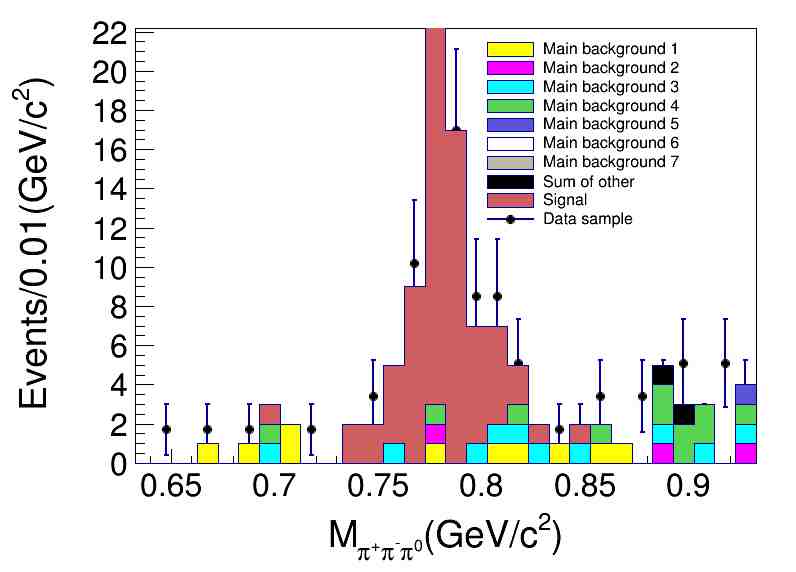 Events/0.01(GeV/c²)
22
20
18
16
14
12
10
8
6
4
2
0
Main background 1
Main background 2
Main background 3
Main background 4
Main background 5
Main background 6
Main background 7
Sum of other
Signal
Data sample
0.65 0.7 0.75 0.8 0.85 0.9
M_{π⁺π⁻π⁰}(GeV/c²)